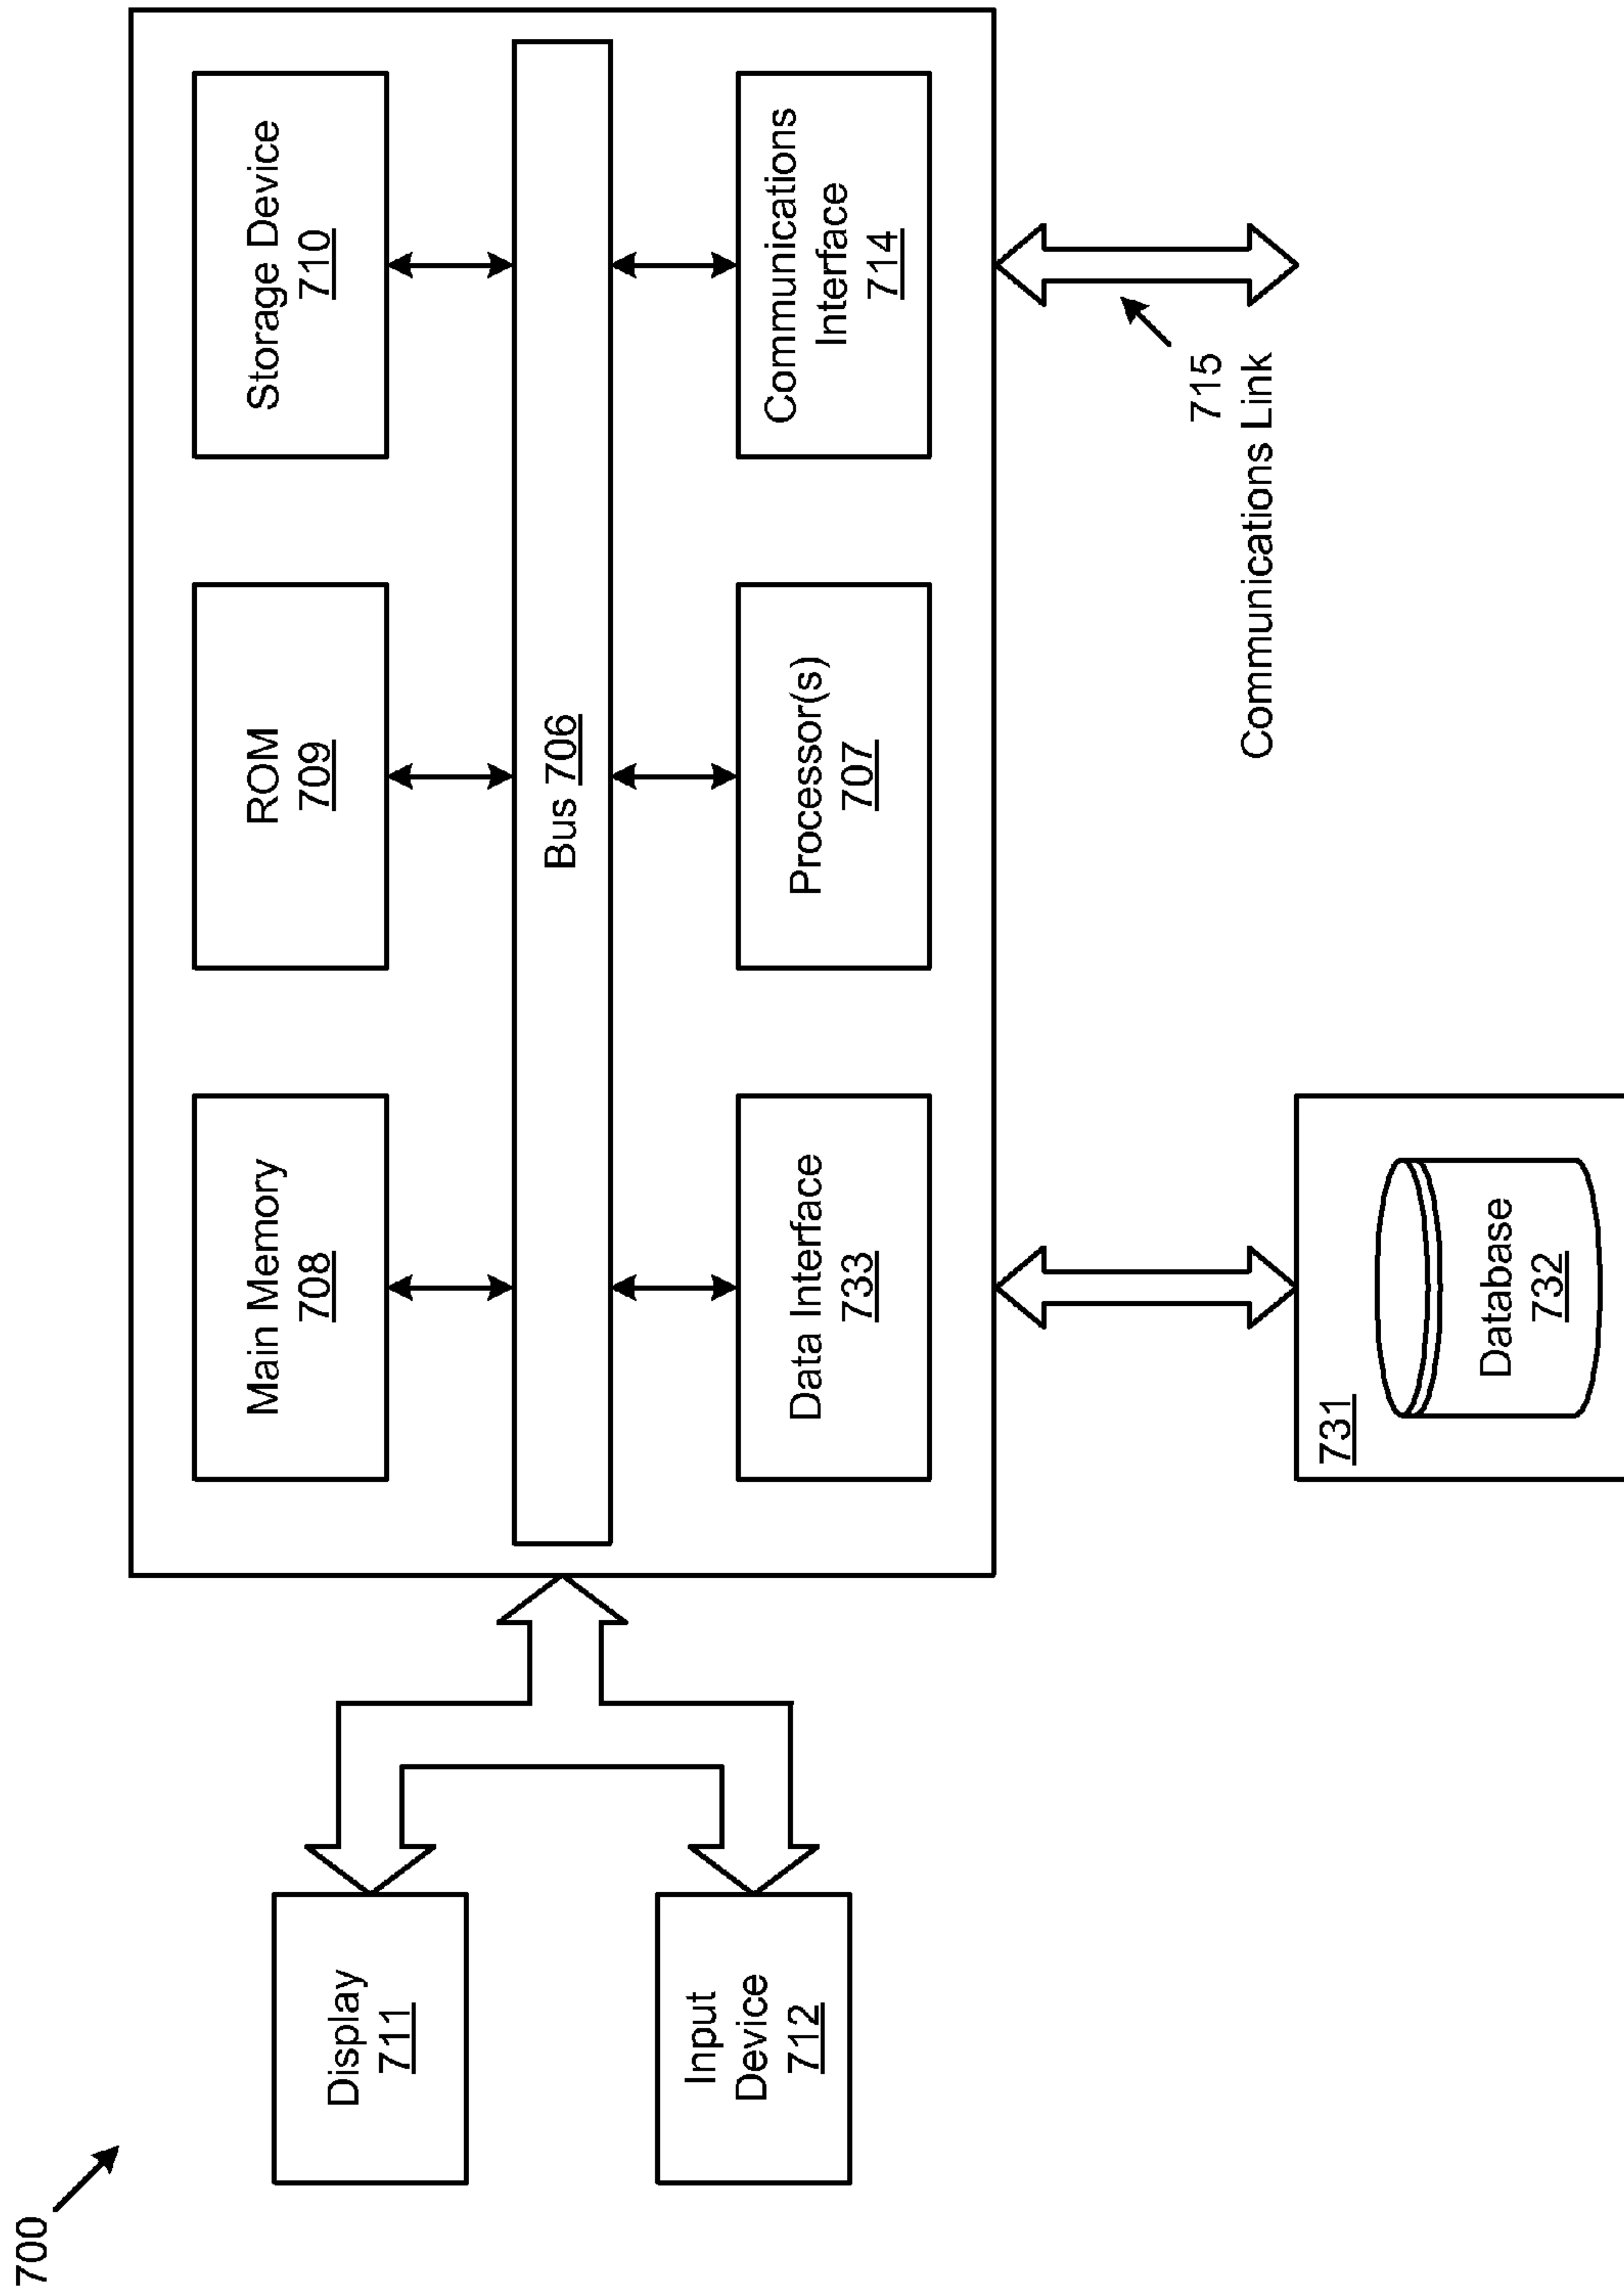 700
Display
711
Input
Device
712
Main Memory
708
ROM
709
Storage Device
710
Bus 706
Data Interface
733
Processor(s)
707
Communications
Interface
714
715
Communications Link
731
Database
732